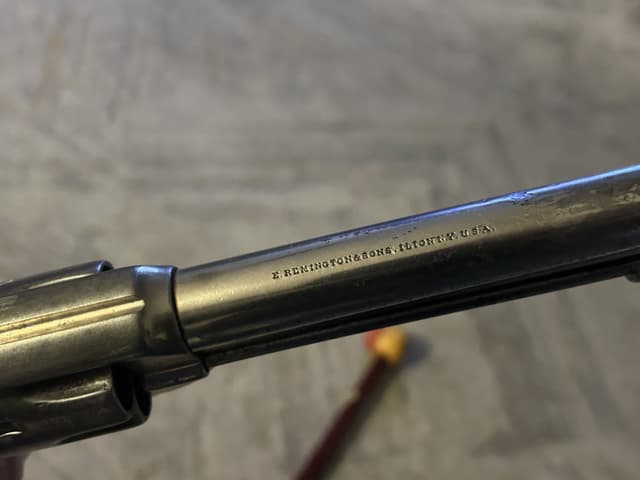 E. REMINGTON & SONS, ILION, N.Y. U.S.A.